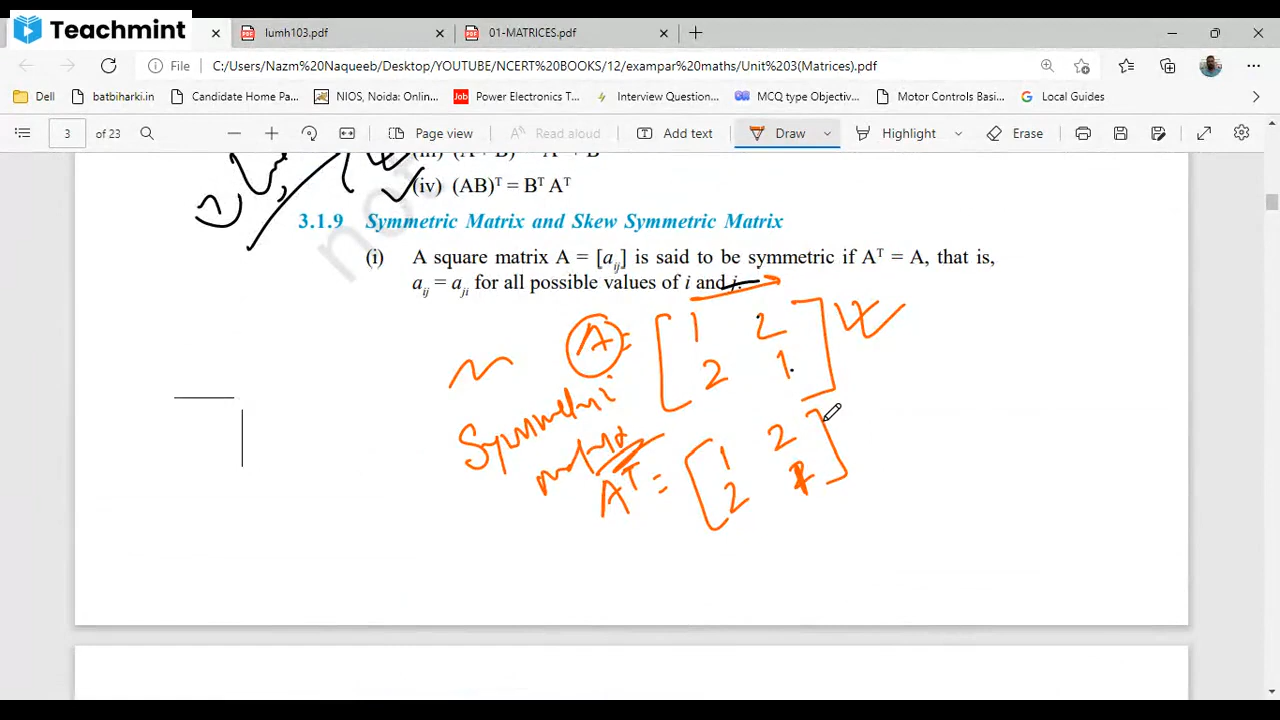 Teachmint
lumh103.pdf
01-MATRICES.pdf
File C:/Users/Nazm%20Naqueeb/Desktop/YOUTUBE/NCERT%20BOOKS/12/exampar%20maths/Unit%203(Matrices).pdf
Dell batbiharki.in Candidate Home Pa... NIOS, Noida: Onlin... Job Power Electronics T... Interview Question... MCQ type Objectiv... Motor Controls Basi... Local Guides
3 of 23 Page view Read aloud Add text Draw Highlight Erase
(iv) (AB)ᵀ = Bᵀ Aᵀ
3.1.9 Symmetric Matrix and Skew Symmetric Matrix
(i) A square matrix A = [aᵢⱼ] is said to be symmetric if Aᵀ = A, that is,
aᵢⱼ = aⱼᵢ for all possible values of i and j.
A = [1 2
2 1]
Symmetric
matrix
Aᵀ = [1 2
2 1]